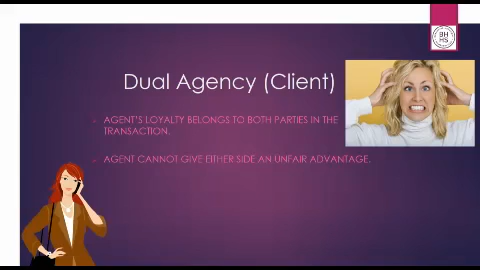 BH
HS
Dual Agency (Client)
AGENT'S LOYALTY BELONGS TO BOTH PARTIES IN THE
TRANSACTION.
AGENT CANNOT GIVE EITHER SIDE AN UNFAIR ADVANTAGE.